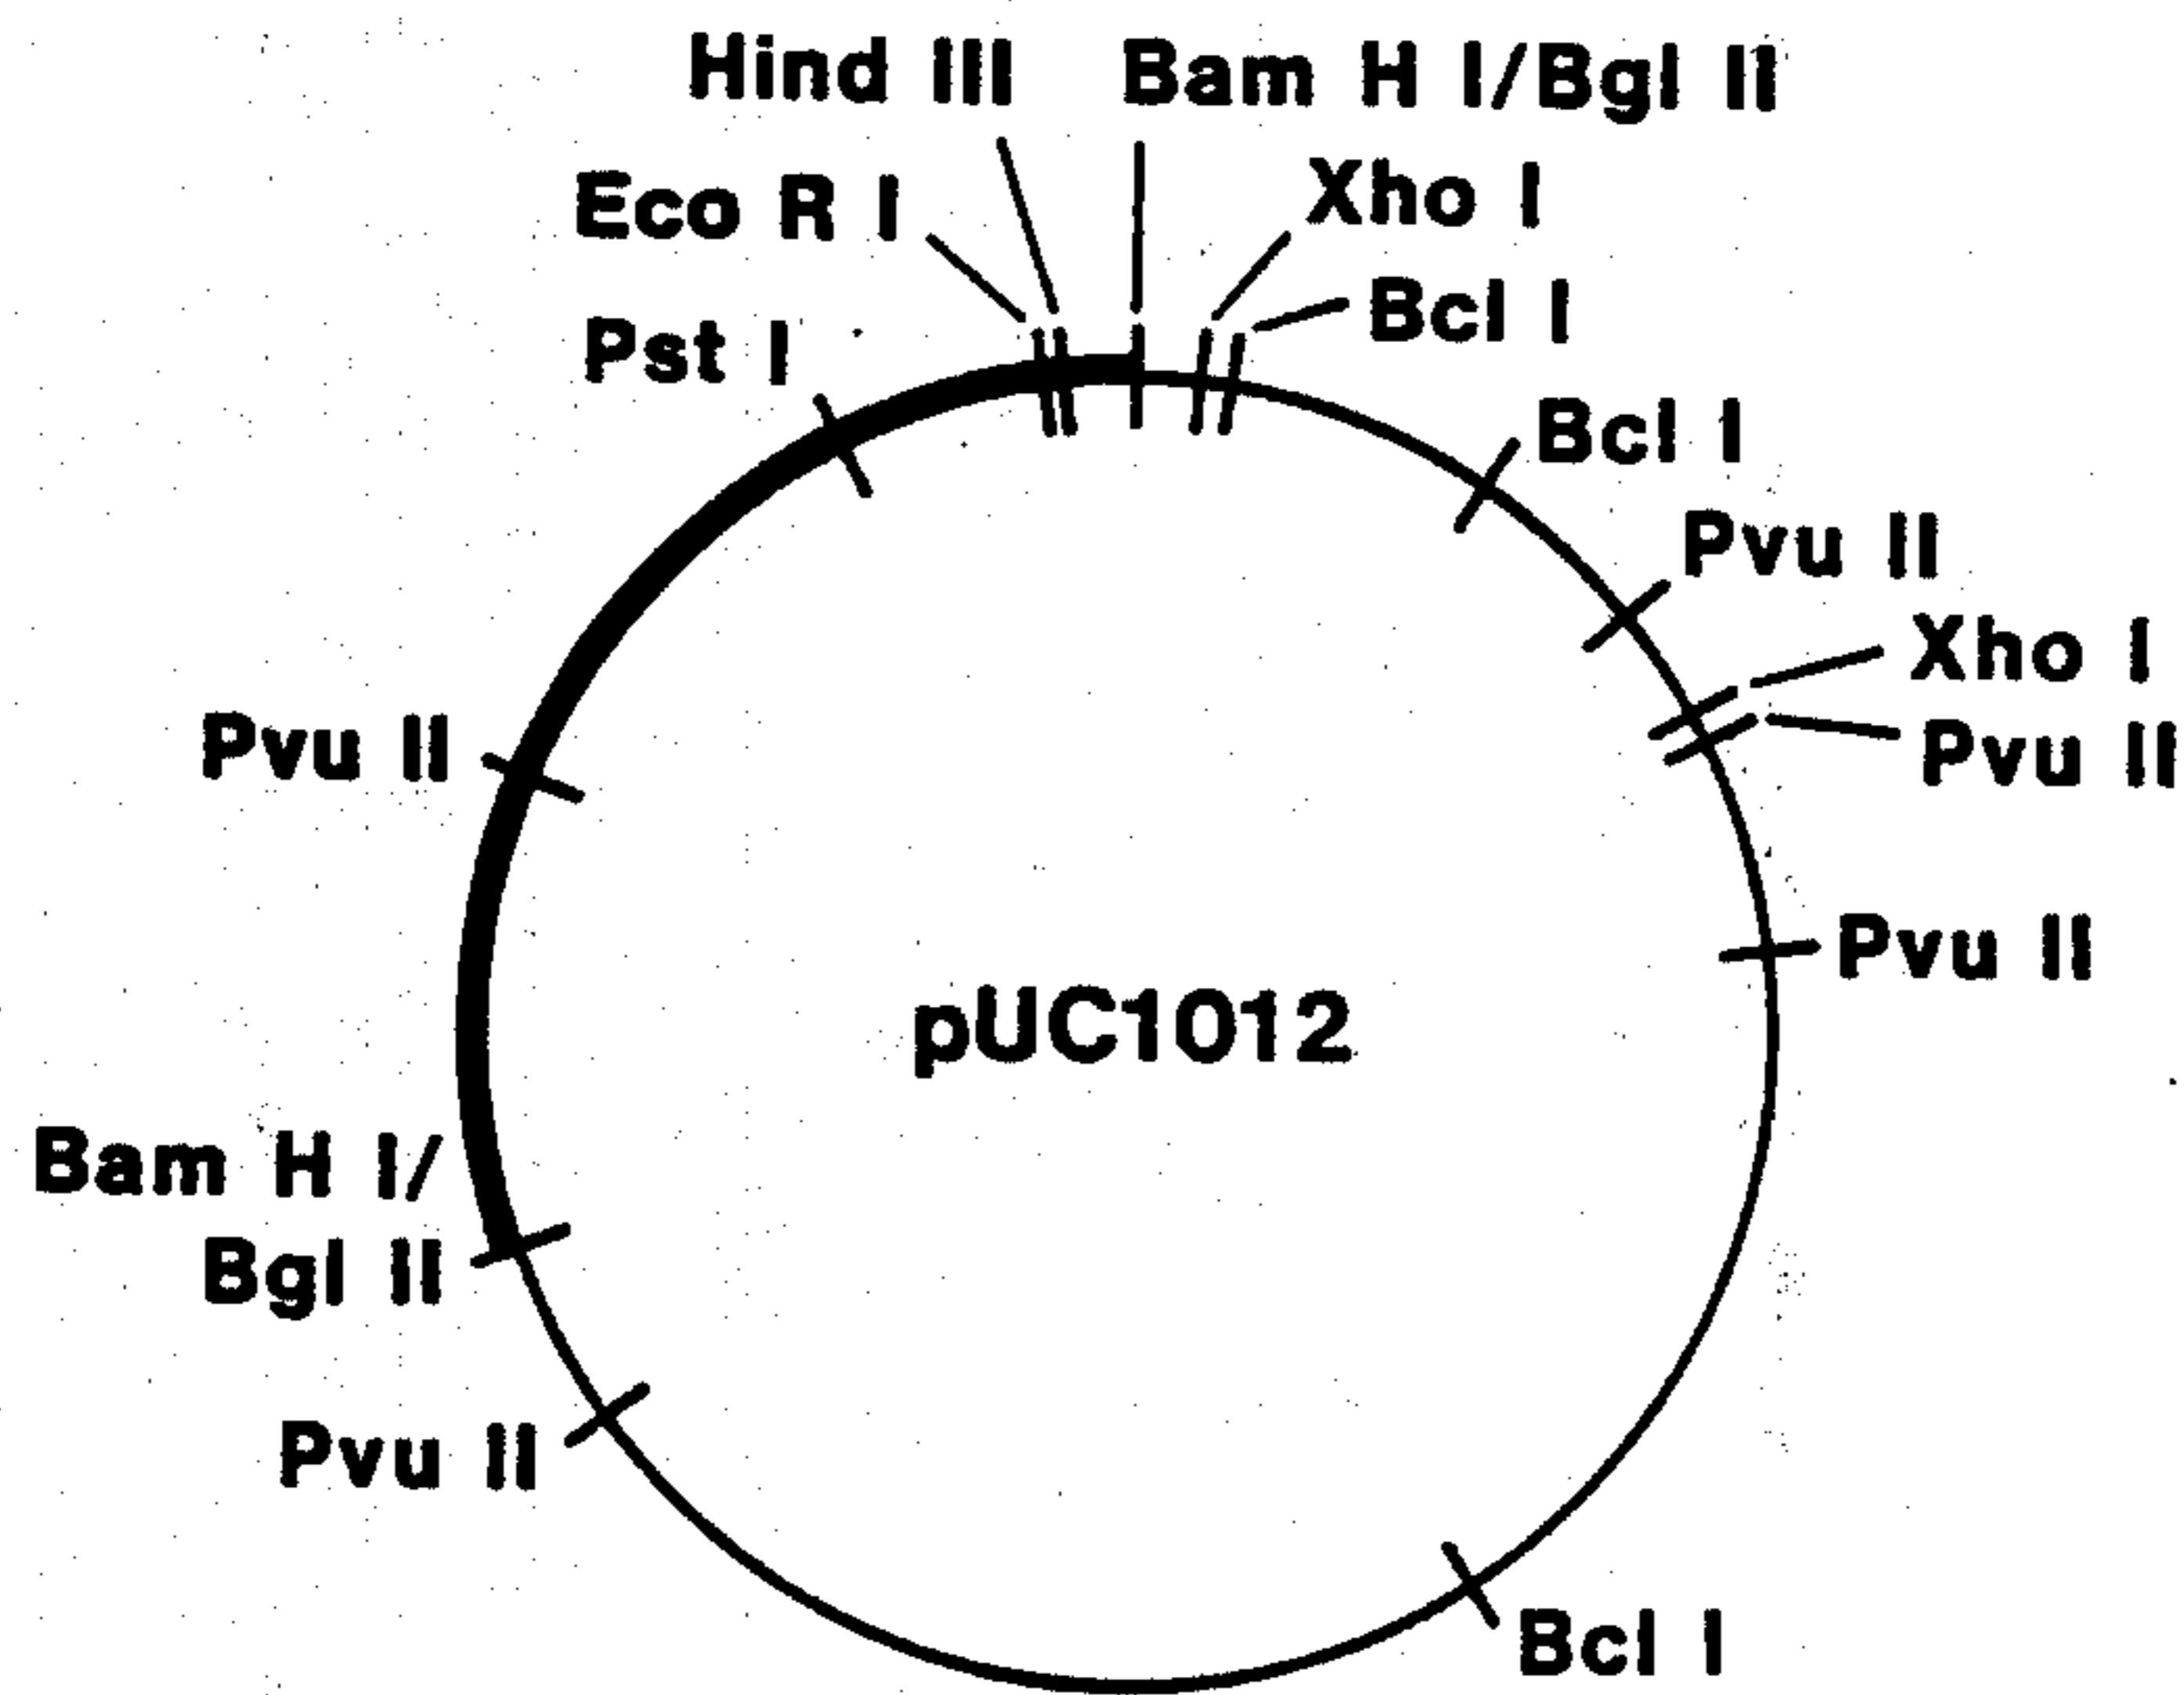 Hind III
Bam H I/Bgl II
Eco R I
Xho I
Bcl I
Pst I
Bcl I
Pvu II
Xho I
Pvu II
Pvu II
Pvu II
pUC1012
Bam H I/
Bgl II
Pvu II
Bcl I